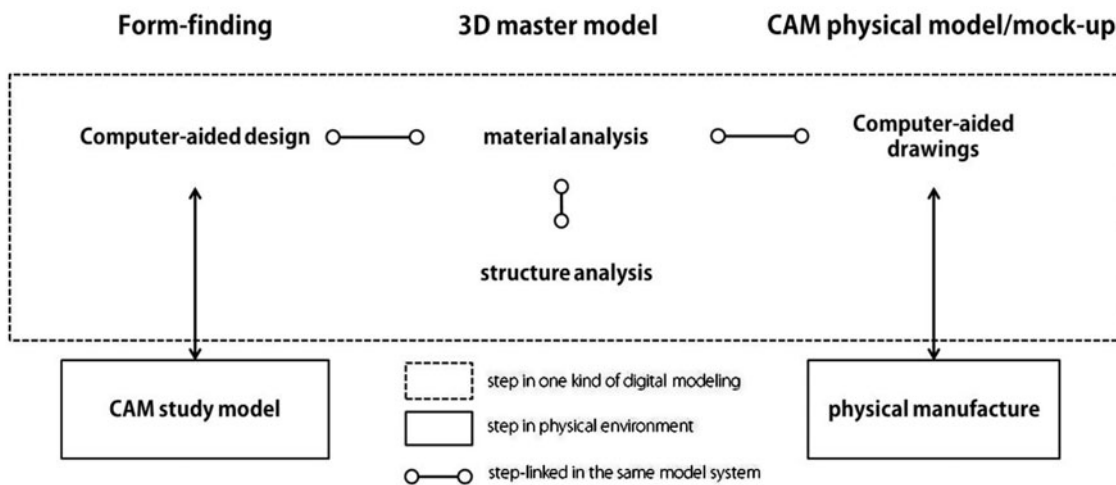 Form-finding
3D master model
CAM physical model/mock-up
Computer-aided design
material analysis
Computer-aided
drawings
structure analysis
CAM study model
physical manufacture
step in one kind of digital modeling
step in physical environment
step-linked in the same model system